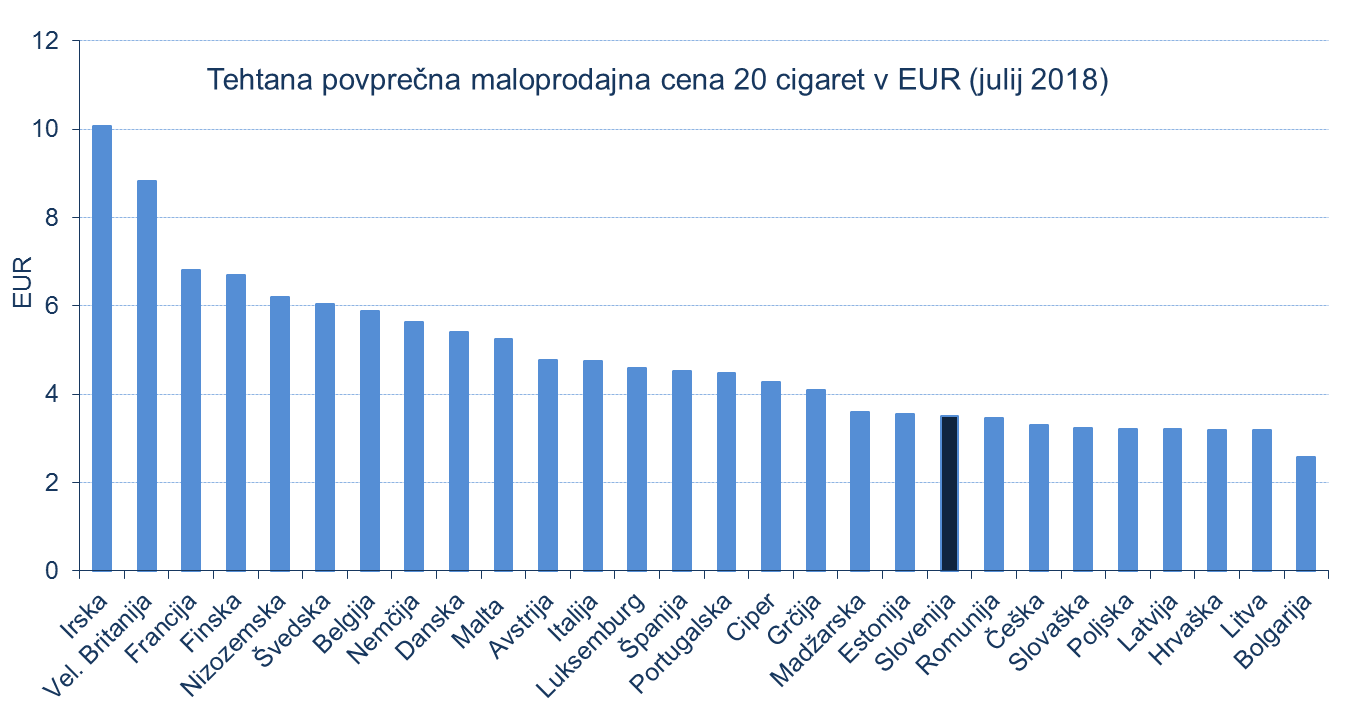 Tehtana povprečna maloprodajna cena 20 cigaret v EUR (julij 2018)
EUR
12
10
8
6
4
2
0
Irska
Vel. Britanija
Francija
Finska
Nizozemska
Švedska
Belgija
Nemčija
Danska
Malta
Avstrija
Italija
Luksemburg
Španija
Portugalska
Ciper
Grčija
Madžarska
Estonija
Slovenija
Romunija
Češka
Slovaška
Poljska
Latvija
Hrvaška
Litva
Bolgarija